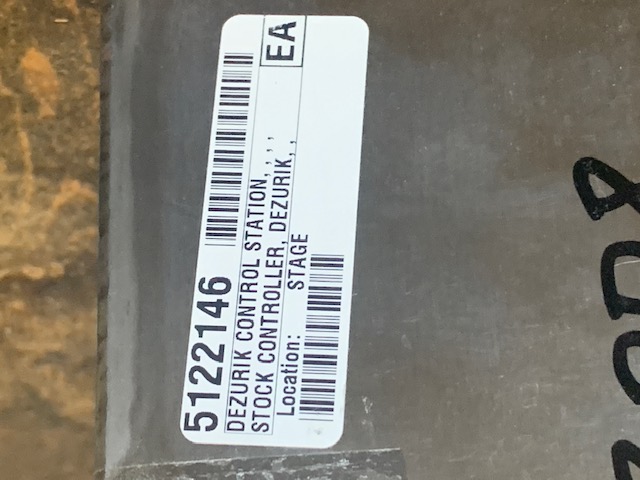 5122146
EA
DEZURIK CONTROL STATION, , , ,
STOCK CONTROLLER, DEZURIK, ,
Location: STAGE